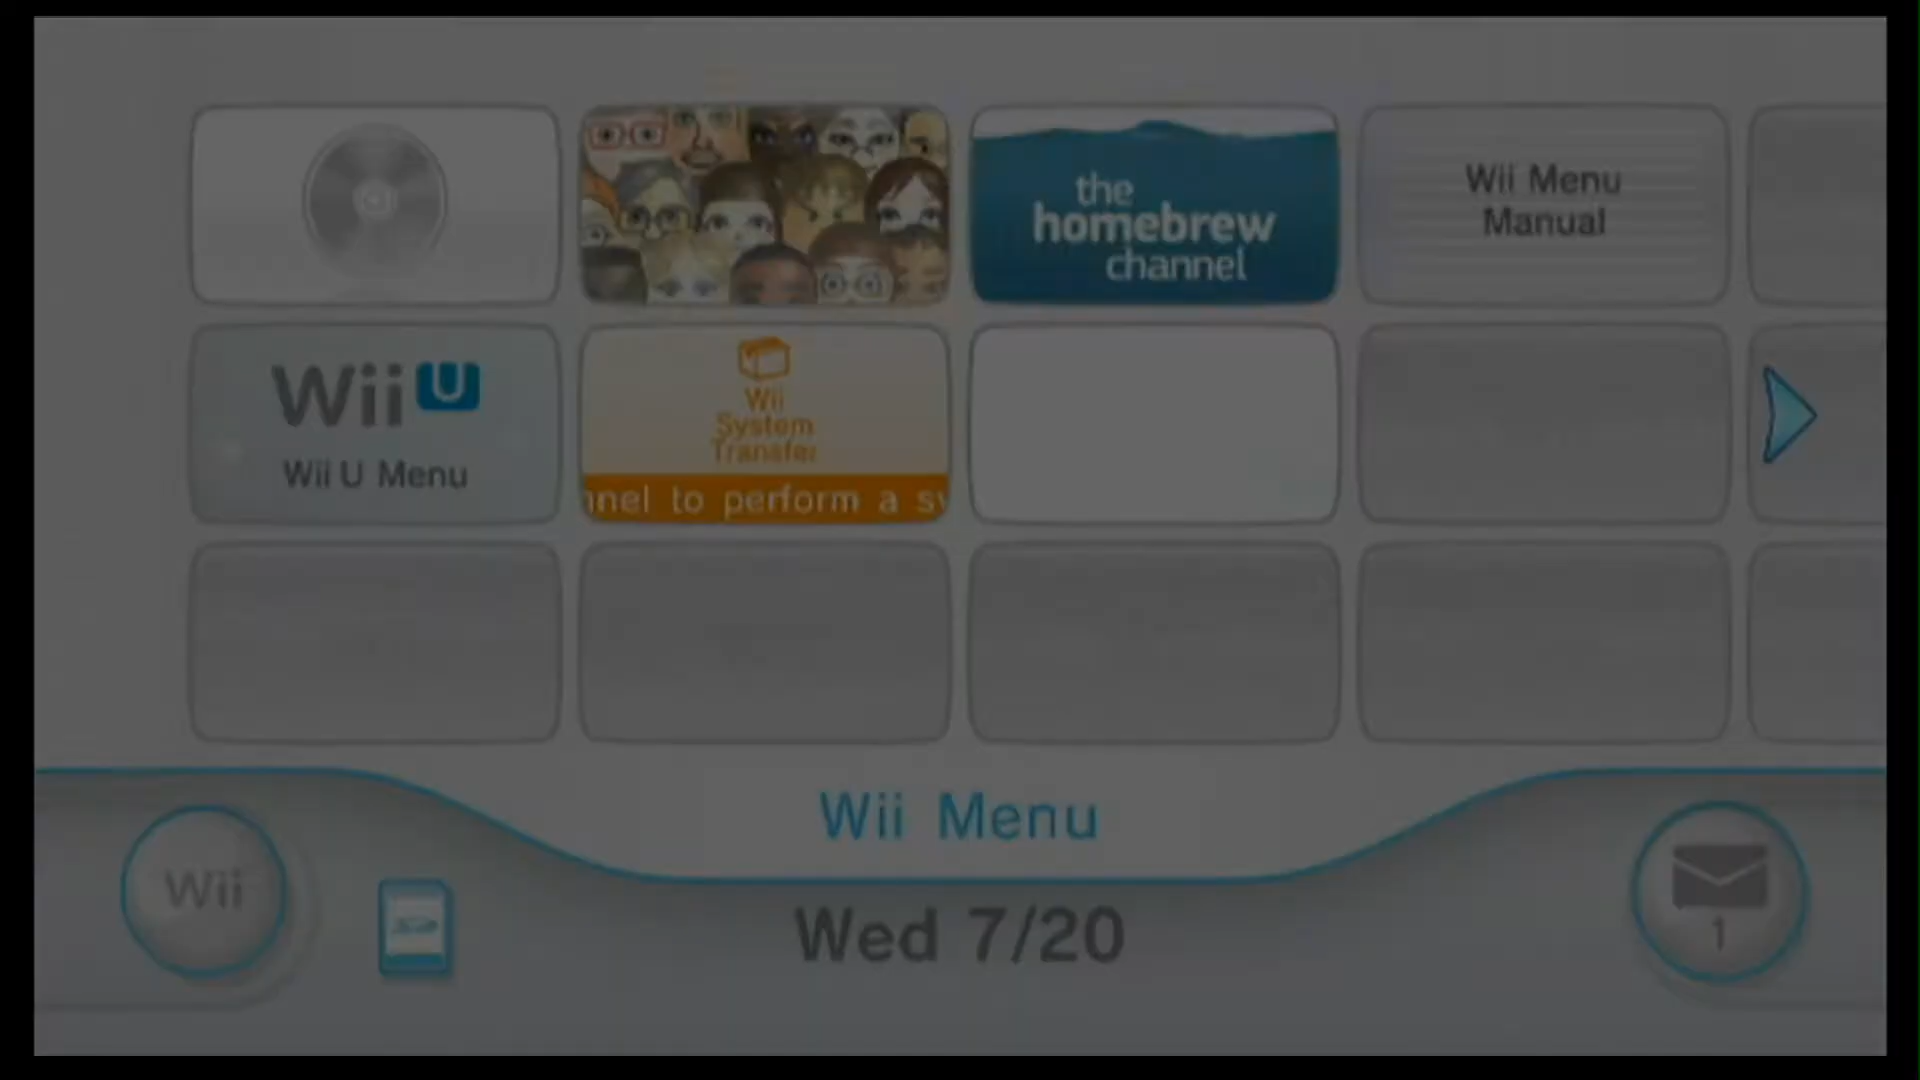 the
homebrew
channel
Wii Menu
Manual
Wii U
Wii U Menu
Wii
System
Transfer
nnel to perform a sy
Wii Menu
Wii
Wed 7/20
1